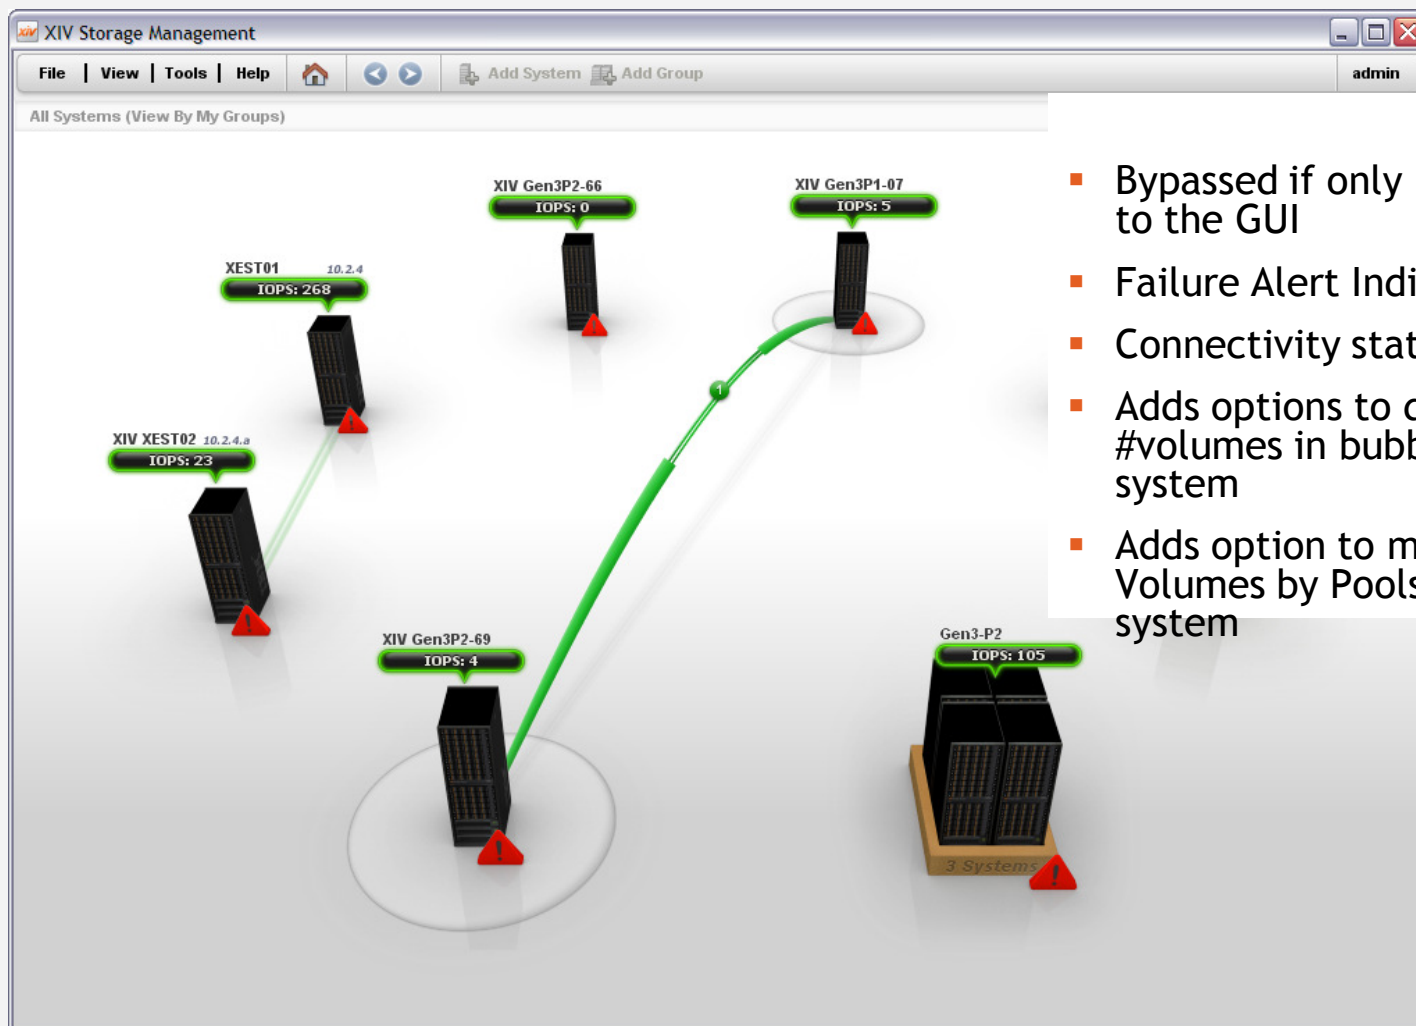 XIV XIV Storage Management
File | View | Tools | Help Add System Add Group admin
All Systems (View By My Groups)
XIV Gen3P2-66
IOPS: 0
XIV Gen3P1-07
IOPS: 5
XEST01 10.2.4
IOPS: 268
1
XIV XEST02 10.2.4.a
IOPS: 23
XIV Gen3P2-69
IOPS: 4
Gen3-P2
IOPS: 105
3 Systems
Bypassed if only
to the GUI
Failure Alert Indi
Connectivity stat
Adds options to
#volumes in bubb
system
Adds option to m
Volumes by Pools
system